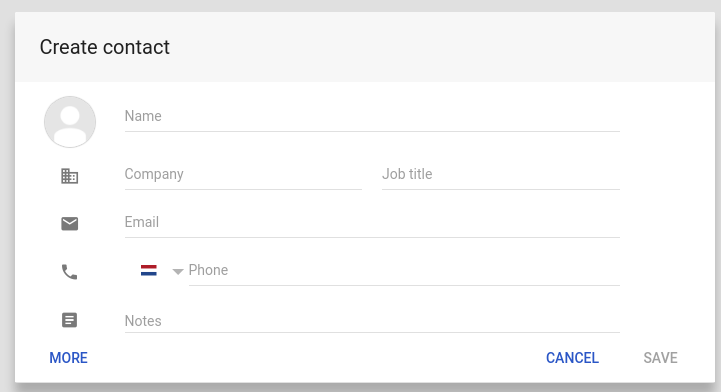 Create contact
Name
Company Job title
Email
Phone
Notes
MORE CANCEL SAVE